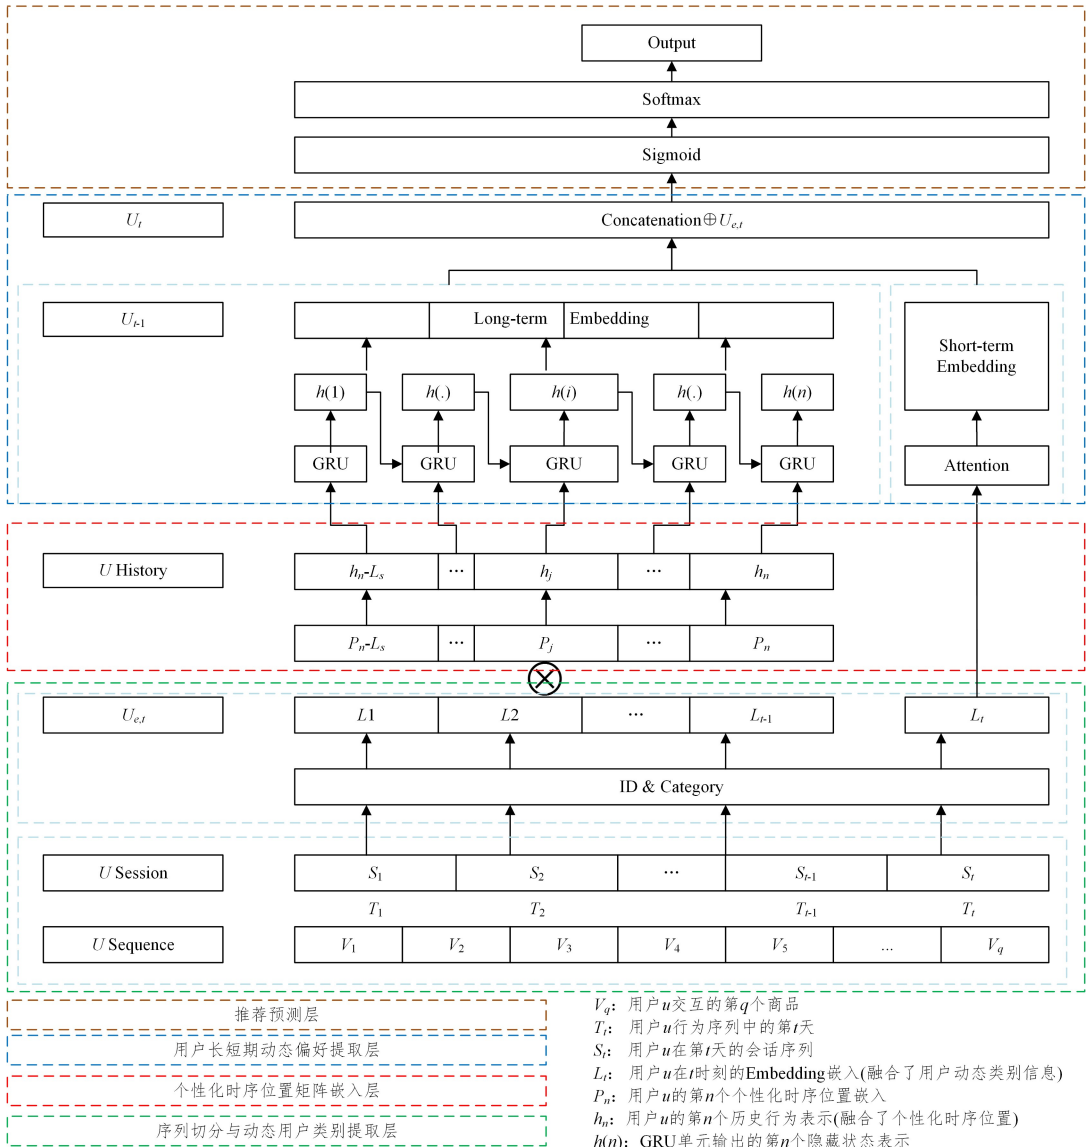 Output
Softmax
Sigmoid
U_t
Concatenation⊕U_{e,t}
U_{t-1}
Long-term Embedding
Short-term
Embedding
h(1) h(.) h(i) h(.) h(n)
GRU GRU GRU GRU GRU
Attention
U History
h_n-L_s ··· h_j ··· h_n
P_n-L_s ··· P_j ··· P_n
U_{e,t}
L1 L2 ··· L_{t-1} L_t
ID & Category
U Session
S_1 S_2 ··· S_{t-1} S_t
T_1 T_2 T_{t-1} T_t
U Sequence
V_1 V_2 V_3 V_4 V_5 ... V_q
推荐预测层
用户长短期动态偏好提取层
个性化时序位置矩阵嵌入层
序列切分与动态用户类别提取层
V_q：用户u交互的第q个商品
T_t：用户u行为序列中的第t天
S_t：用户u在第t天的会话序列
L_t：用户u在t时刻的Embedding嵌入(融合了用户动态类别信息)
P_n：用户u的第n个个性化时序位置嵌入
h_n：用户u的第n个历史行为表示(融合了个性化时序位置)
h(n)：GRU单元输出的第n个隐藏状态表示